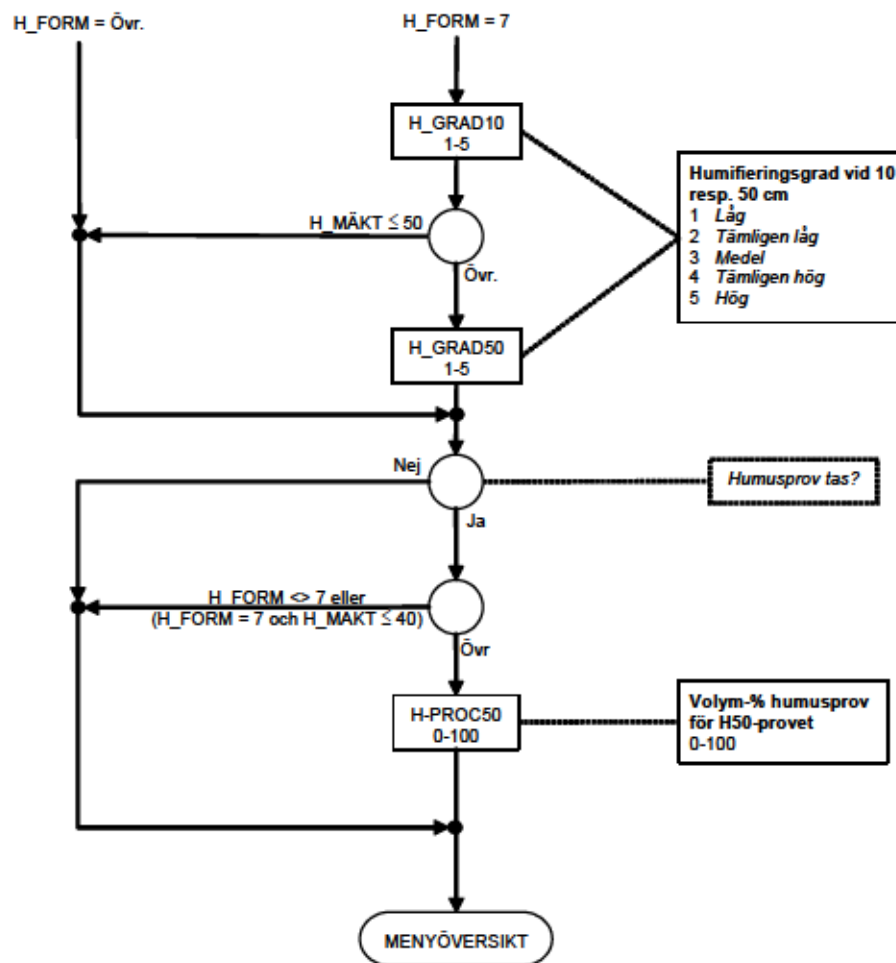 H_FORM = Övr.
H_FORM = 7
H_GRAD10
1-5
Humifieringsgrad vid 10
resp. 50 cm
1 Låg
2 Tämligen låg
3 Medel
4 Tämligen hög
5 Hög
H_MÄKT ≤ 50
Övr.
H_GRAD50
1-5
Nej
Humusprov tas?
Ja
H_FORM <> 7 eller
(H_FORM = 7 och H_MÄKT ≤ 40)
Övr
H-PROC50
0-100
Volym-% humusprov
för H50-provet
0-100
MENYÖVERSIKT